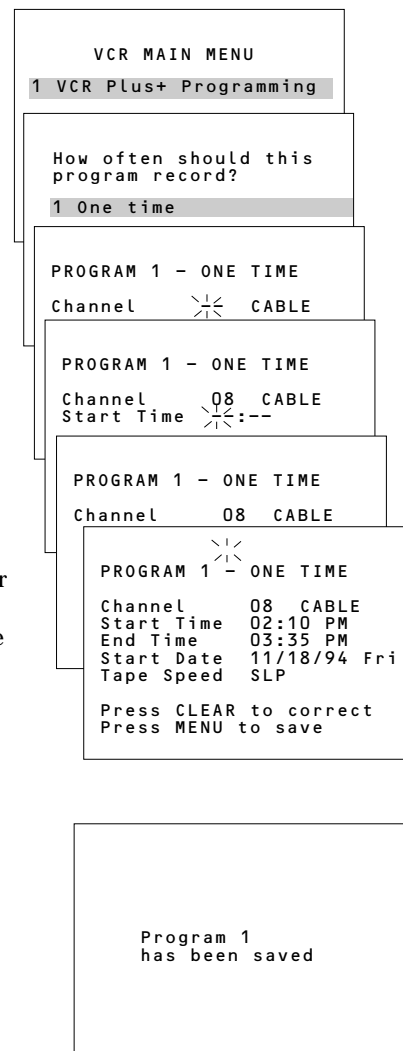 VCR MAIN MENU
1 VCR Plus+ Programming
How often should this
program record?
1 One time
PROGRAM 1 – ONE TIME
Channel -- CABLE
PROGRAM 1 – ONE TIME
Channel 08 CABLE
Start Time --:--
PROGRAM 1 – ONE TIME
Channel 08 CABLE
r
e
PROGRAM 1 – ONE TIME
Channel 08 CABLE
Start Time 02:10 PM
End Time 03:35 PM
Start Date 11/18/94 Fri
Tape Speed SLP
Press CLEAR to correct
Press MENU to save
Program 1
has been saved